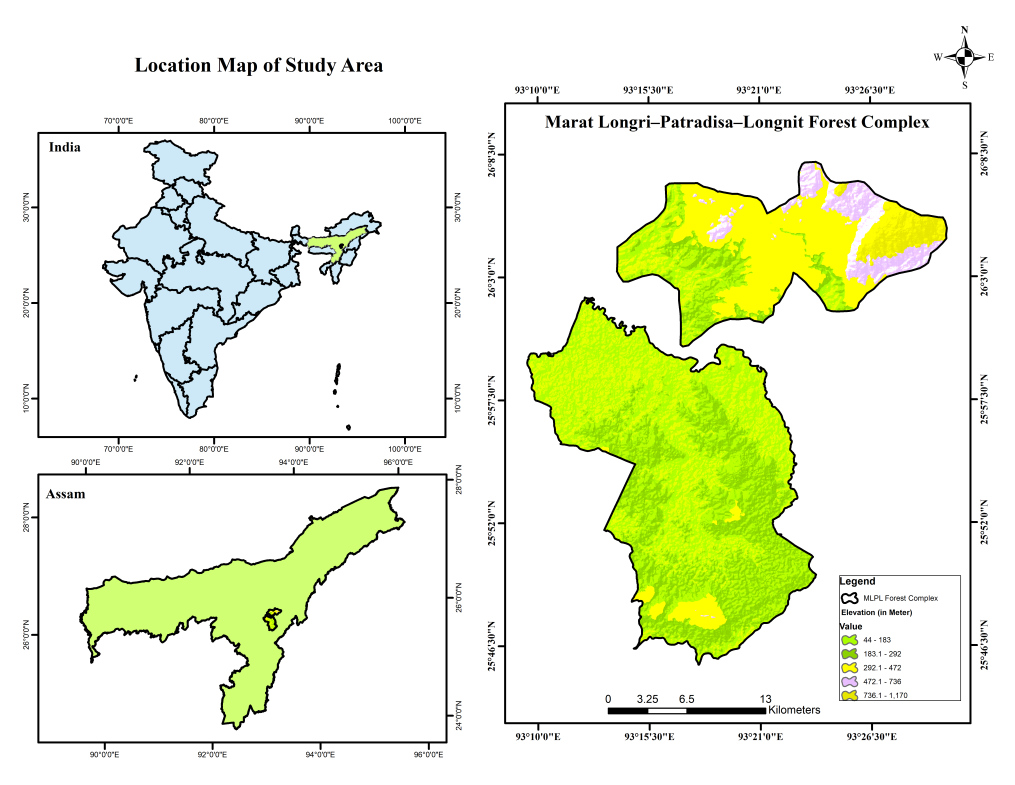 Location Map of Study Area
N
W E
S
70°0'0"E 80°0'0"E 90°0'0"E 100°0'0"E
India
30°0'0"N
20°0'0"N
10°0'0"N
30°0'0"N
20°0'0"N
10°0'0"N
70°0'0"E 80°0'0"E 90°0'0"E 100°0'0"E
90°0'0"E 92°0'0"E 94°0'0"E 96°0'0"E
Assam
28°0'0"N
26°0'0"N
28°0'0"N
26°0'0"N
24°0'0"N
90°0'0"E 92°0'0"E 94°0'0"E 96°0'0"E
93°10'0"E 93°15'30"E 93°21'0"E 93°26'30"E
Marat Longri–Patradisa–Longnit Forest Complex
26°8'30"N
26°3'0"N
25°57'30"N
25°52'0"N
25°46'30"N
26°8'30"N
26°3'0"N
25°57'30"N
25°52'0"N
25°46'30"N
Legend
MLPL Forest Complex
Elevation (in Meter)
Value
44 - 183
183.1 - 292
292.1 - 472
472.1 - 736
736.1 - 1,170
0 3.25 6.5 13
Kilometers
93°10'0"E 93°15'30"E 93°21'0"E 93°26'30"E